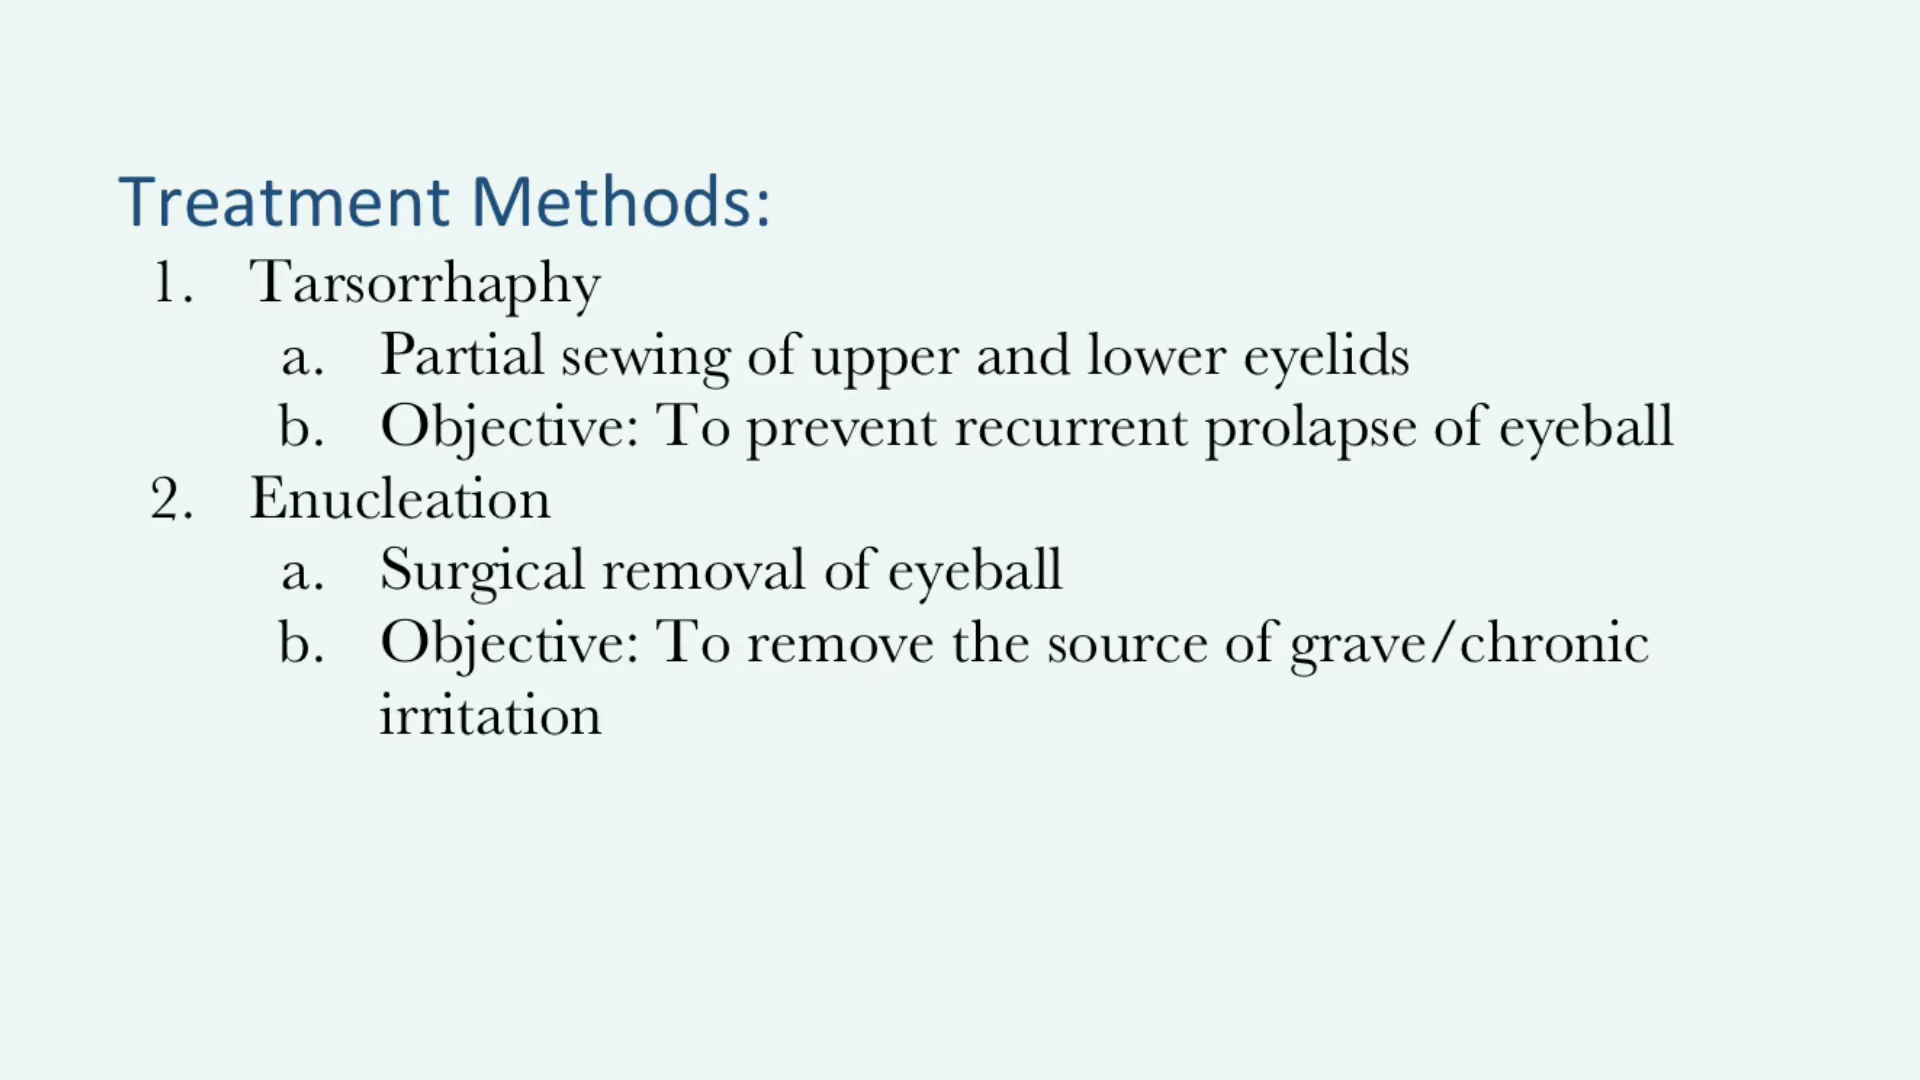 Treatment Methods:
1. Tarsorrhaphy
a. Partial sewing of upper and lower eyelids
b. Objective: To prevent recurrent prolapse of eyeball
2. Enucleation
a. Surgical removal of eyeball
b. Objective: To remove the source of grave/chronic
irritation